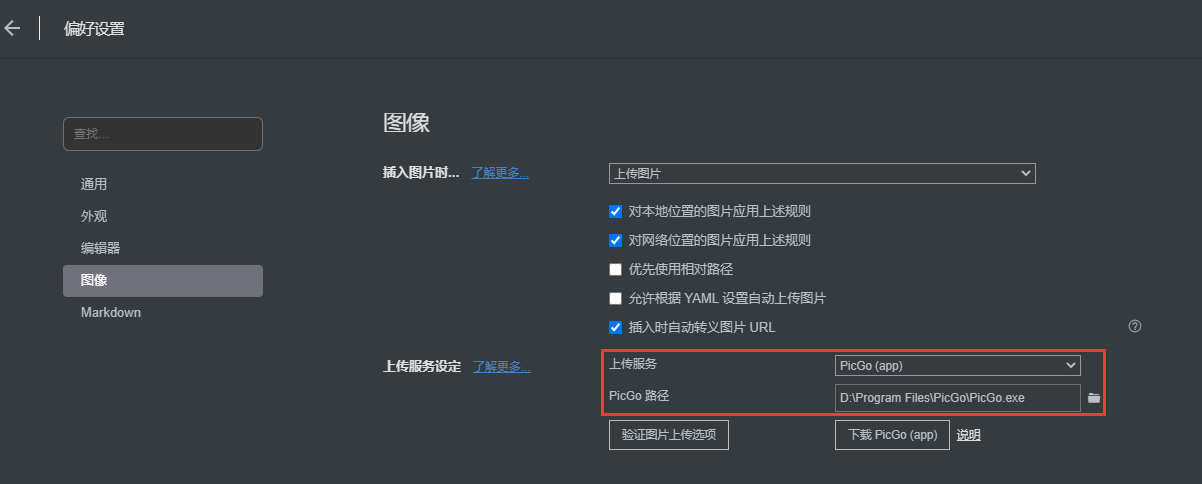 偏好设置
查找...
通用
外观
编辑器
图像
Markdown
图像
插入图片时... 了解更多... 上传图片
对本地位置的图片应用上述规则
对网络位置的图片应用上述规则
优先使用相对路径
允许根据 YAML 设置自动上传图片
插入时自动转义图片 URL
上传服务设定 了解更多... 上传服务 PicGo (app)
PicGo 路径 D:\Program Files\PicGo\PicGo.exe
验证图片上传选项 下载 PicGo (app) 说明